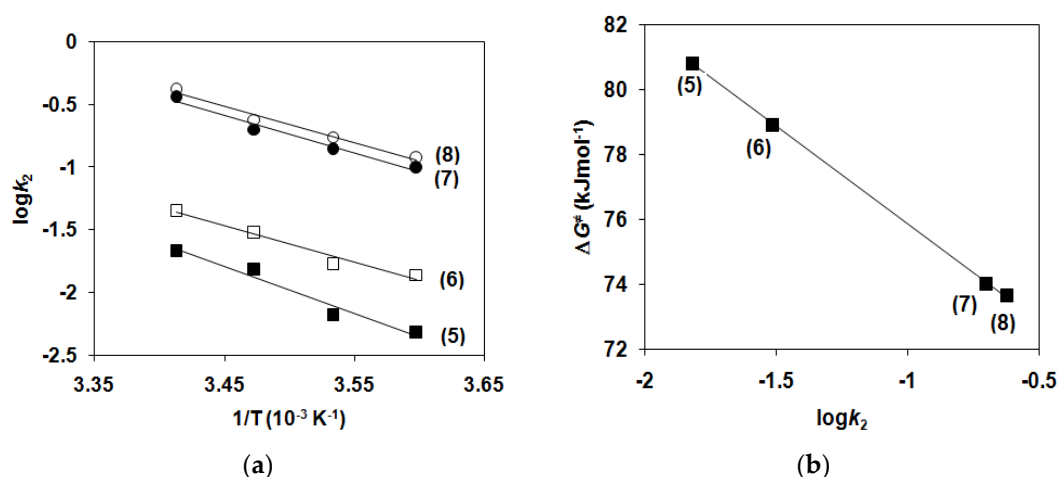 0
-0.5
-1
-1.5
-2
-2.5
logk2
(8)
(7)
(6)
(5)
3.35 3.45 3.55 3.65
1/T (10-3 K-1)
(a)
82
80
78
76
74
72
ΔG≠ (kJmol-1)
(5)
(6)
(7)
(8)
-2 -1.5 -1 -0.5
logk2
(b)